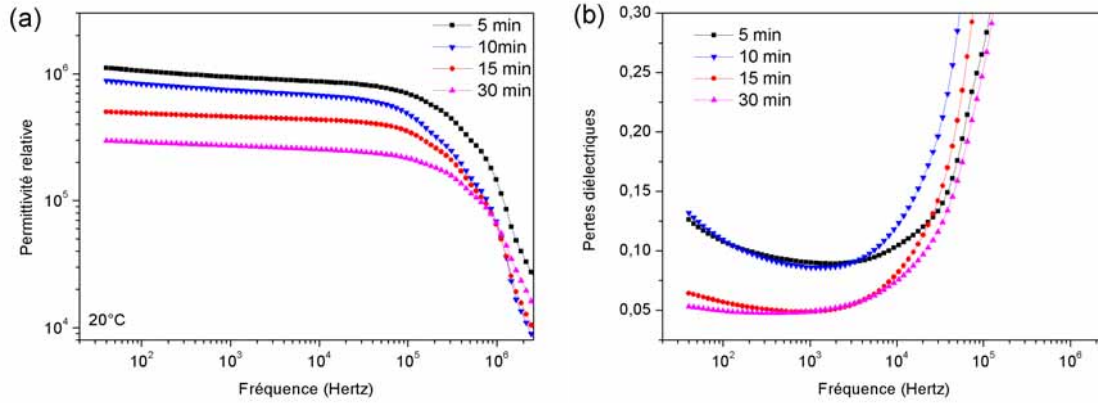 (a)
5 min
10min
15 min
30 min
10⁶
10⁵
10⁴
Permittivité relative
20°C
10² 10³ 10⁴ 10⁵ 10⁶
Fréquence (Hertz)
(b)
5 min
10 min
15 min
30 min
0,30
0,25
0,20
0,15
0,10
0,05
Pertes diélectriques
10² 10³ 10⁴ 10⁵ 10⁶
Fréquence (Hertz)